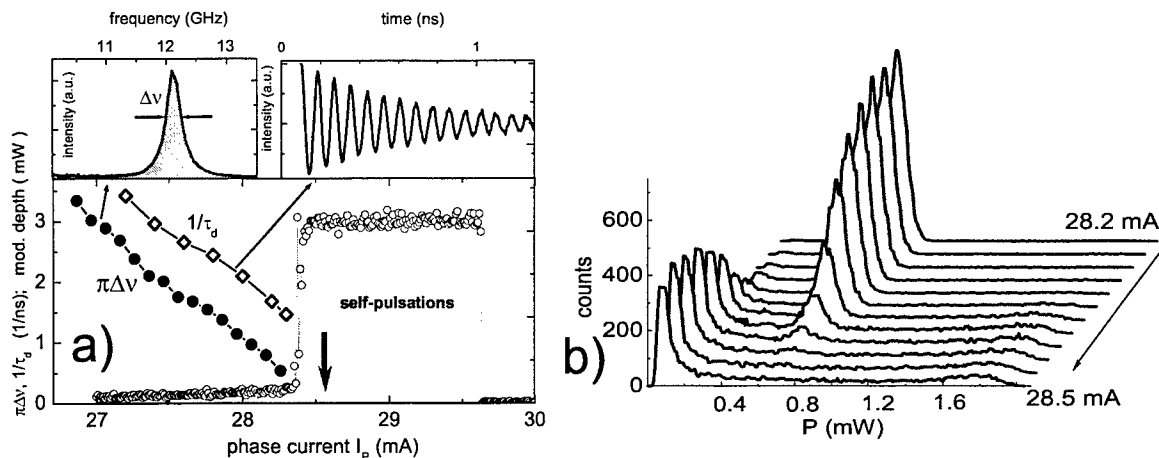 frequency (GHz)
11 12 13
time (ns)
0 1
intensity (a.u.)
Δν
intensity (a.u.)
πΔν, 1/τd (1/ns); mod. depth ( mW )
3
2
1
0
1/τd
πΔν
self-pulsations
a)
27 28 29 30
phase current IP (mA)
600
400
200
0
counts
28.2 mA
b)
0.4 0.8 1.2 1.6
28.5 mA
P (mW)